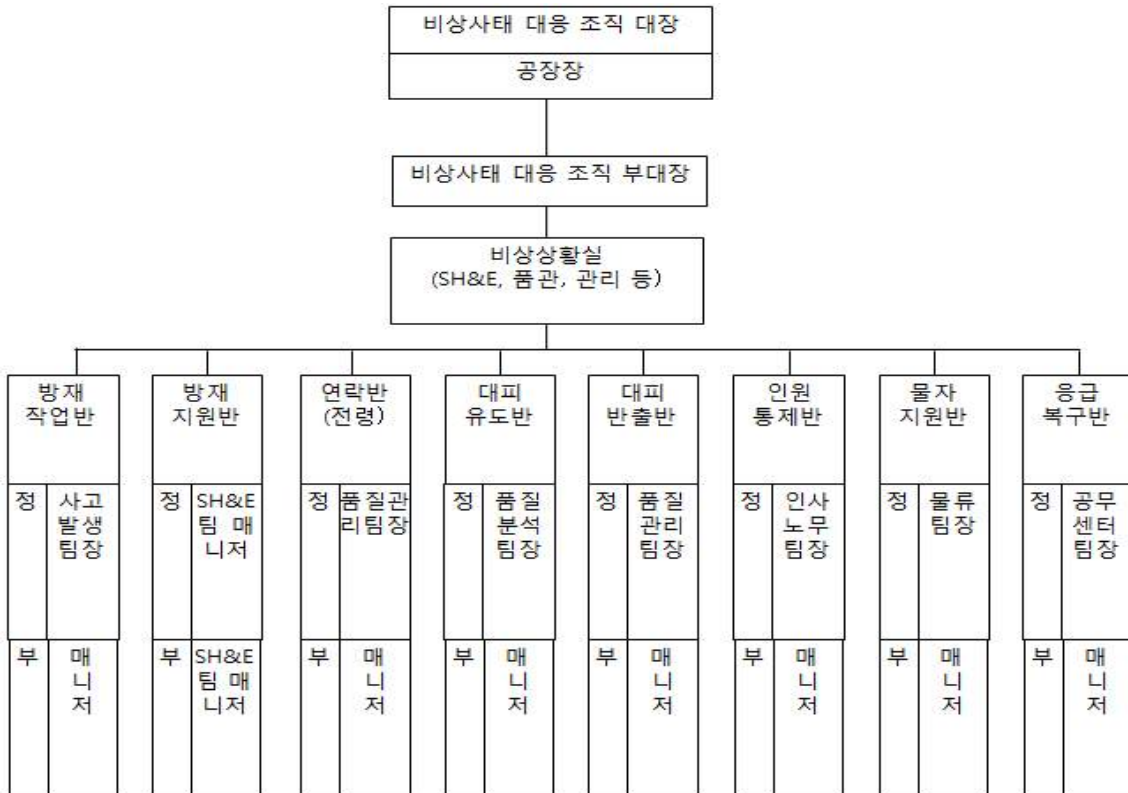 비상사태 대응 조직 대장
공장장
비상사태 대응 조직 부대장
비상상황실
(SH&E, 품관, 관리 등)
방재
작업반
방재
지원반
연락반
(전령)
대피
유도반
대피
반출반
인원
통제반
물자
지원반
응급
복구반
정
사고
발생
팀장
정
SH&E
팀 매
니저
정
품질관
리팀장
정
품질
분석
팀장
정
품질
관리
팀장
정
인사
노무
팀장
정
물류
팀장
정
공무
센터
팀장
부
매
니
저
부
SH&E
팀 매
니저
부
매
니
저
부
매
니
저
부
매
니
저
부
매
니
저
부
매
니
저
부
매
니
저